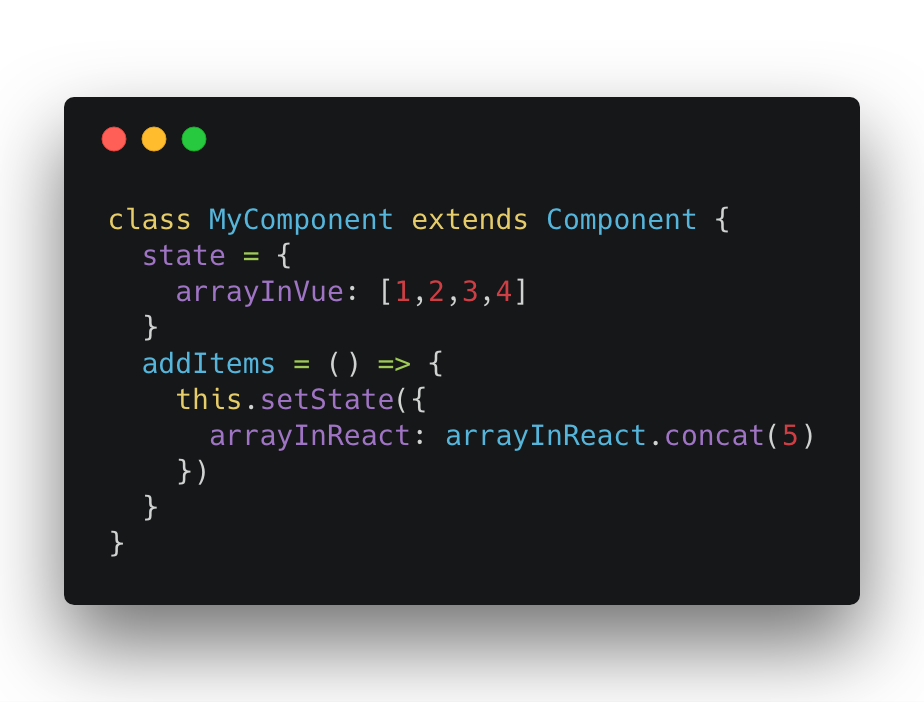 class MyComponent extends Component {
  state = {
    arrayInVue: [1,2,3,4]
  }
  addItems = () => {
    this.setState({
      arrayInReact: arrayInReact.concat(5)
    })
  }
}